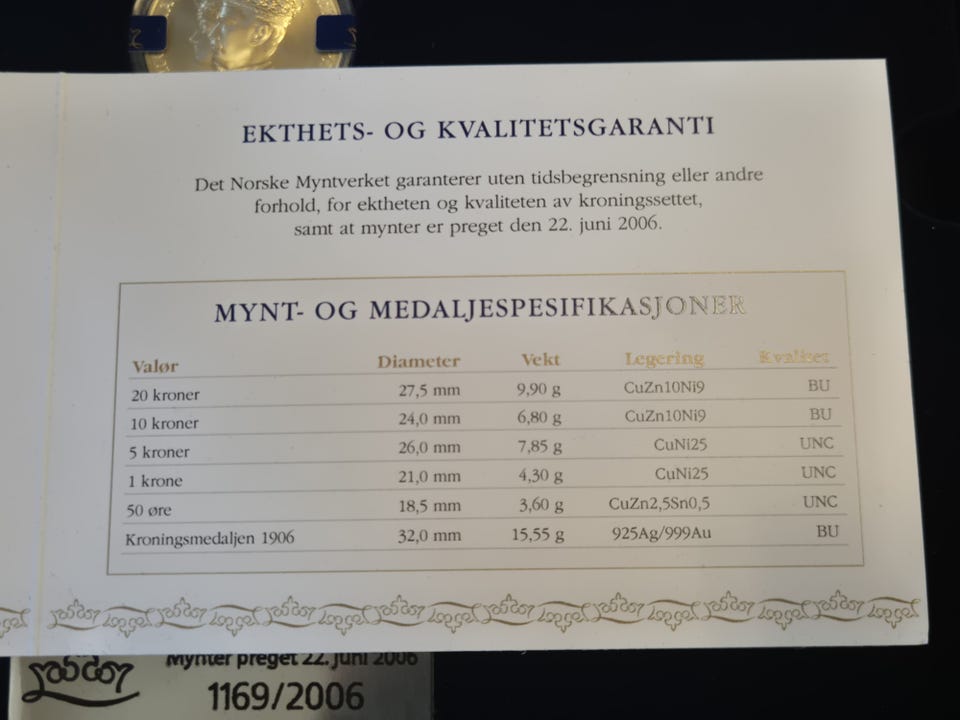 EKTHETS- OG KVALITETSGARANTI
Det Norske Myntverket garanterer uten tidsbegrensning eller andre
forhold, for ektheten og kvaliteten av kroningssettet,
samt at mynter er preget den 22. juni 2006.
MYNT- OG MEDALJESPESIFIKASJONER
Valør Diameter Vekt Legering Kvalitet
20 kroner 27,5 mm 9,90 g CuZn10Ni9 BU
10 kroner 24,0 mm 6,80 g CuZn10Ni9 BU
5 kroner 26,0 mm 7,85 g CuNi25 UNC
1 krone 21,0 mm 4,30 g CuNi25 UNC
50 øre 18,5 mm 3,60 g CuZn2,5Sn0,5 UNC
Kroningsmedaljen 1906 32,0 mm 15,55 g 925Ag/999Au BU
Mynter preget 22. juni 2006
1169/2006